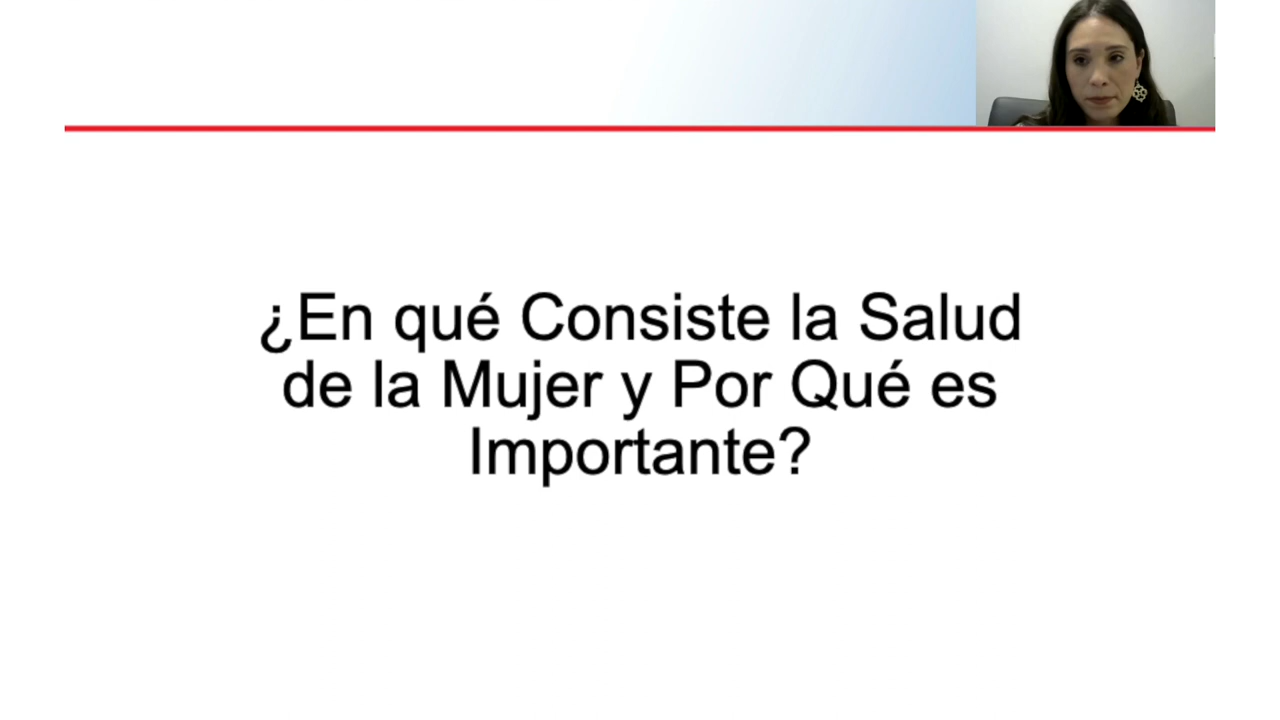 ¿En qué Consiste la Salud
de la Mujer y Por Qué es
Importante?